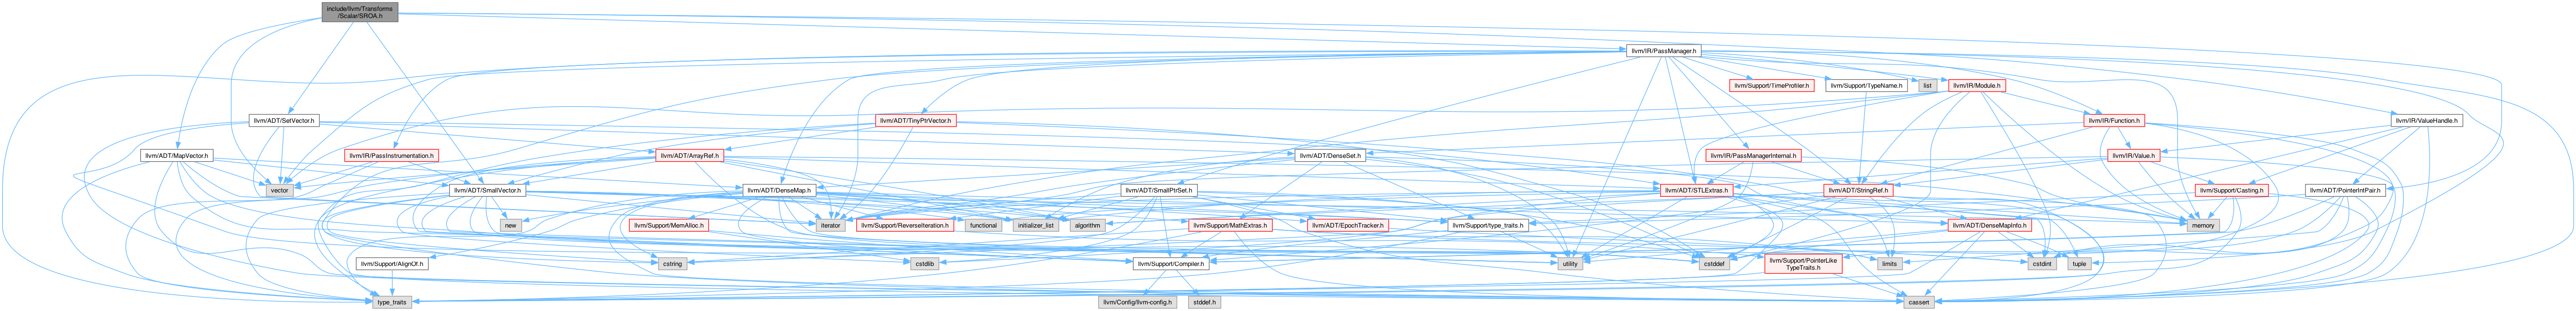 include/llvm/Transforms
/Scalar/SROA.h
llvm/IR/PassManager.h
llvm/Support/TimeProfiler.h
llvm/Support/TypeName.h
list
llvm/IR/Module.h
llvm/ADT/SetVector.h
llvm/ADT/TinyPtrVector.h
llvm/IR/Function.h
llvm/IR/ValueHandle.h
llvm/ADT/MapVector.h
llvm/IR/PassInstrumentation.h
llvm/ADT/ArrayRef.h
llvm/ADT/DenseSet.h
llvm/IR/PassManagerInternal.h
llvm/IR/Value.h
vector
llvm/ADT/SmallVector.h
llvm/ADT/DenseMap.h
llvm/ADT/SmallPtrSet.h
llvm/ADT/STLExtras.h
llvm/ADT/StringRef.h
llvm/Support/Casting.h
llvm/ADT/PointerIntPair.h
new
llvm/Support/MemAlloc.h
iterator
llvm/Support/ReverseIteration.h
functional
initializer_list
algorithm
llvm/Support/MathExtras.h
llvm/ADT/EpochTracker.h
llvm/Support/type_traits.h
llvm/ADT/DenseMapInfo.h
memory
llvm/Support/AlignOf.h
cstring
cstdlib
llvm/Support/Compiler.h
utility
cstddef
llvm/Support/PointerLike
TypeTraits.h
limits
cstdint
tuple
type_traits
llvm/Config/llvm-config.h
stddef.h
cassert